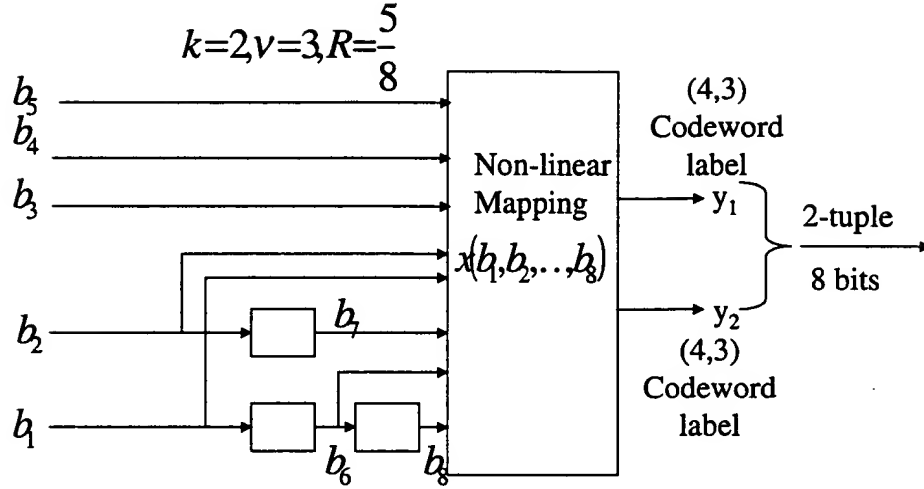 k=2,ν=3,R=5/8
b5
b4
b3
b2
b1
b7
b6
b8
Non-linear
Mapping
x(b1,b2,...,b8)
(4,3)
Codeword
label
y1
y2
(4,3)
Codeword
label
2-tuple
8 bits